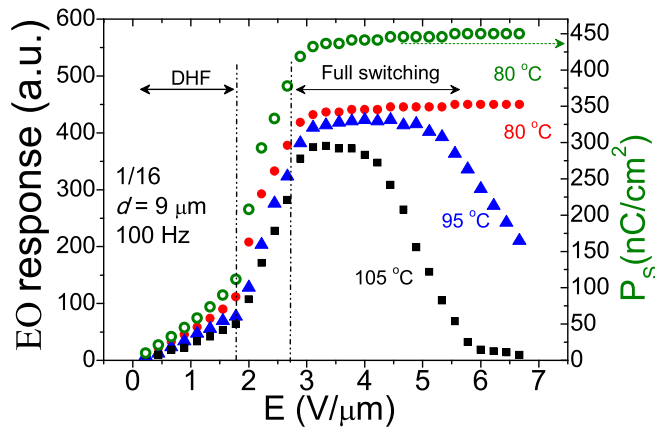 600
500
400
300
200
100
0
EO response (a.u.)
DHF
Full switching
80 °C
80 °C
95 °C
105 °C
1/16
d = 9 μm
100 Hz
450
400
350
300
250
200
150
100
50
0
Ps(nC/cm²)
0 1 2 3 4 5 6 7
E (V/μm)